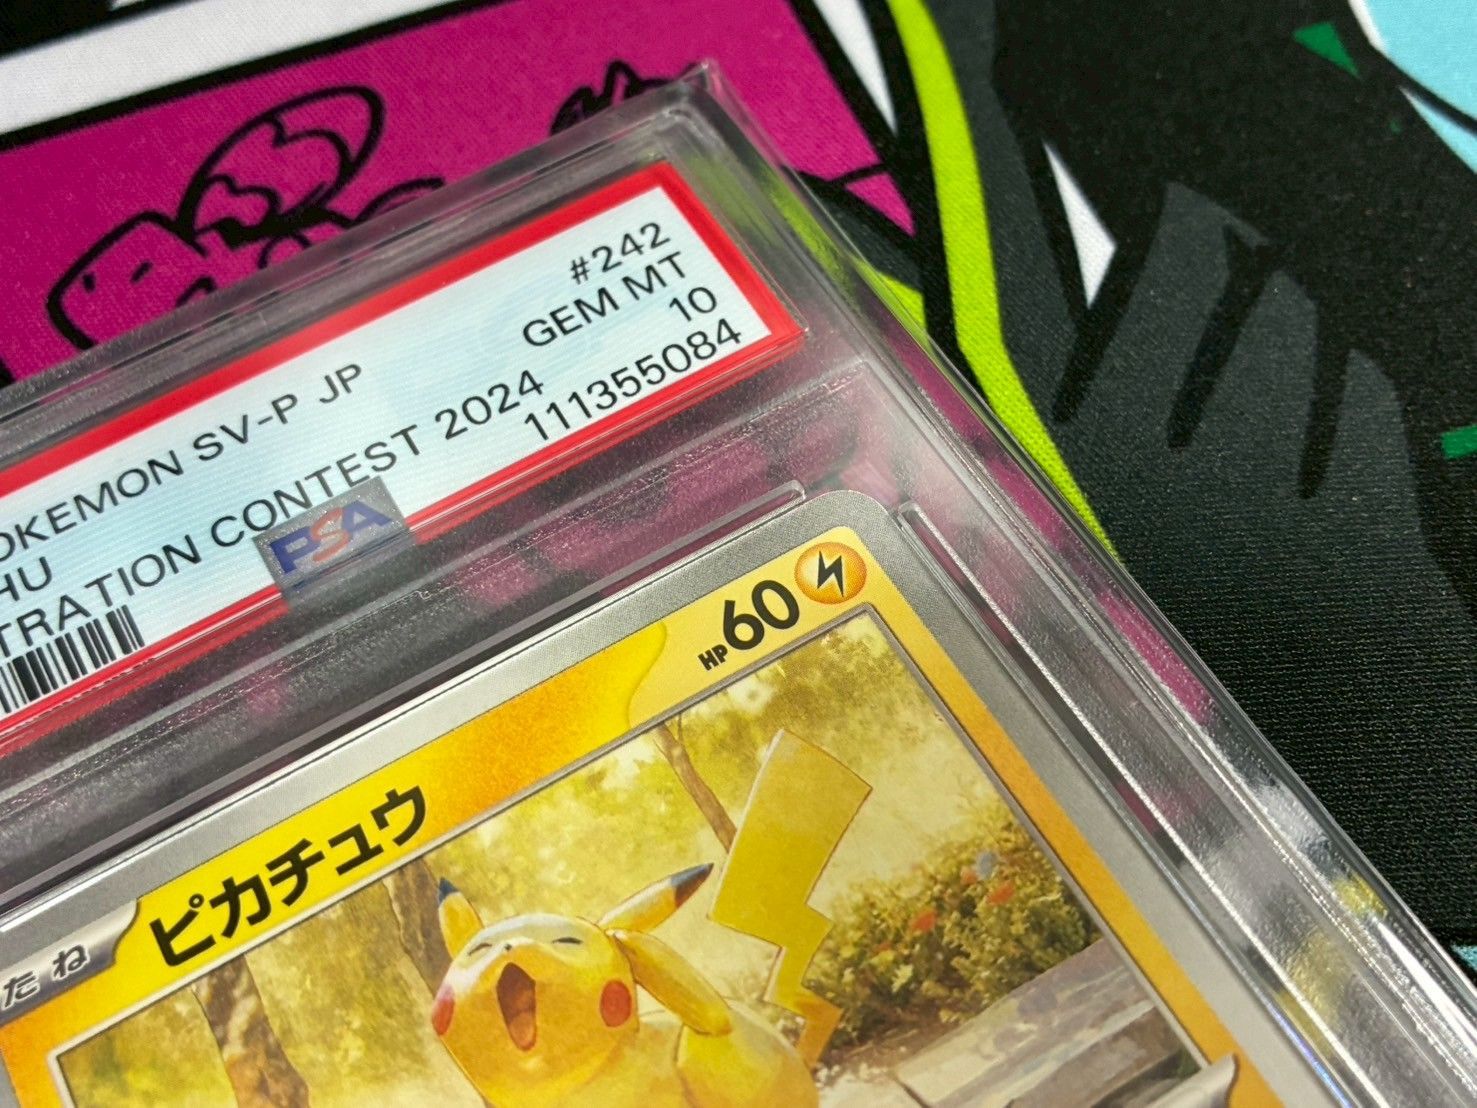 #242
OKEMON SV-P JP
GEM MT
HU
10
TRATION CONTEST 2024
111355084
PSA
HP60
ピカチュウ
たね